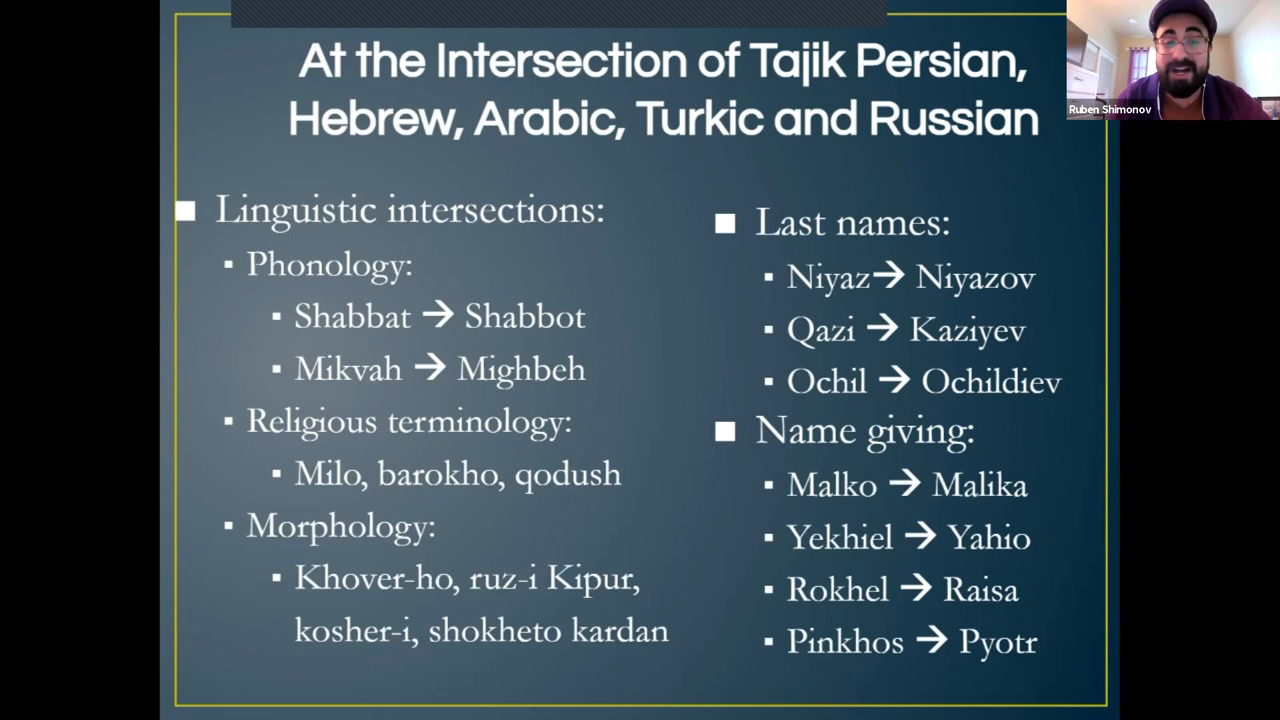 At the Intersection of Tajik Persian,
Hebrew, Arabic, Turkic and Russian
Ruben Shimonov
■ Linguistic intersections:
▪ Phonology:
▪ Shabbat → Shabbot
▪ Mikvah → Mighbeh
▪ Religious terminology:
▪ Milo, barokho, qodush
▪ Morphology:
▪ Khover-ho, ruz-i Kipur,
kosher-i, shokheto kardan
■ Last names:
▪ Niyaz→ Niyazov
▪ Qazi → Kaziyev
▪ Ochil → Ochildiev
■ Name giving:
▪ Malko → Malika
▪ Yekhiel → Yahio
▪ Rokhel → Raisa
▪ Pinkhos → Pyotr